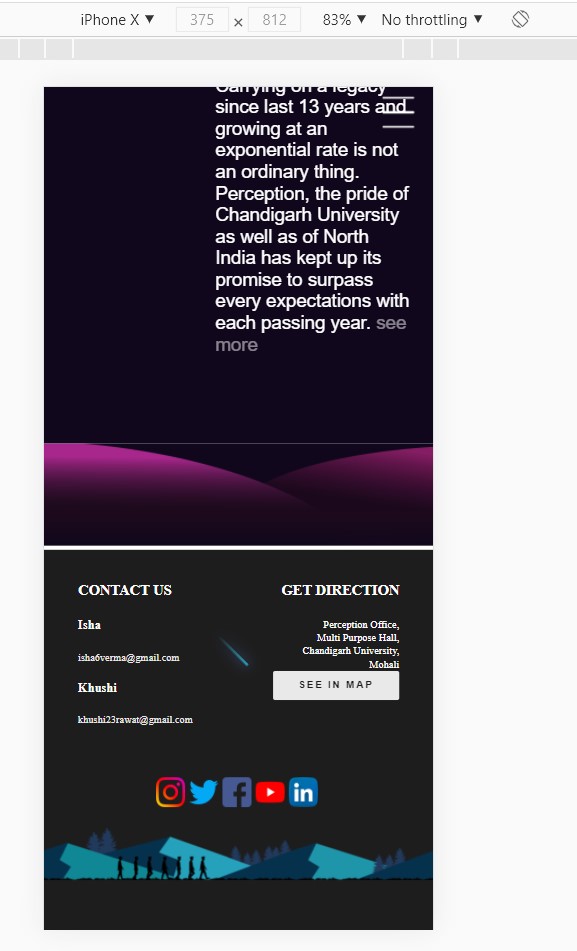 iPhone X ▼ 375 × 812 83% ▼ No throttling ▼
Carrying on a legacy
since last 13 years and
growing at an
exponential rate is not
an ordinary thing.
Perception, the pride of
Chandigarh University
as well as of North
India has kept up its
promise to surpass
every expectations with
each passing year. see
more
CONTACT US
Isha
isha6verma@gmail.com
Khushi
khushi23rawat@gmail.com
GET DIRECTION
Perception Office,
Multi Purpose Hall,
Chandigarh University,
Mohali
SEE IN MAP
in